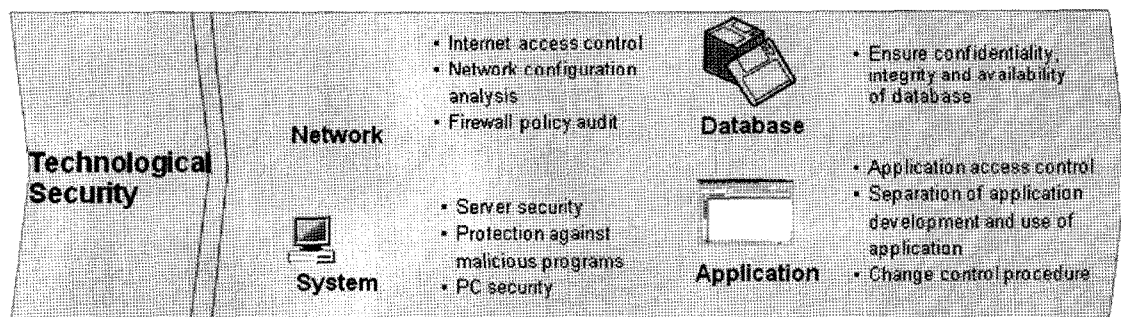 Technological
Security
Network
• Internet access control
• Network configuration
analysis
• Firewall policy audit
Database
• Ensure confidentiality,
integrity and availability
of database
System
• Server security
• Protection against
malicious programs
• PC security
Application
• Application access control
• Separation of application
development and use of
application
• Change control procedure